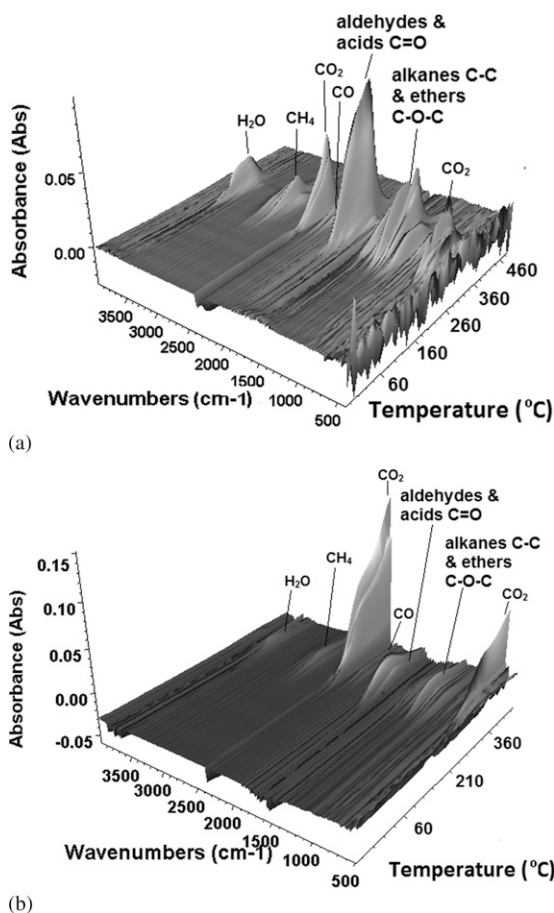 aldehydes &
acids C=O
CO₂
CO
alkanes C-C
& ethers
C-O-C
H₂O
CH₄
CO₂
Absorbance (Abs)
0.05
0.00
3500
3000
2500
2000
1500
1000
500
Wavenumbers (cm-1)
60
160
260
360
460
Temperature (°C)
(a)
CO₂
aldehydes &
acids C=O
alkanes C-C
& ethers
C-O-C
CO₂
H₂O
CH₄
CO
Absorbance (Abs)
0.15
0.10
0.05
0.00
-0.05
3500
3000
2500
2000
1500
1000
500
Wavenumbers (cm-1)
60
210
360
Temperature (°C)
(b)